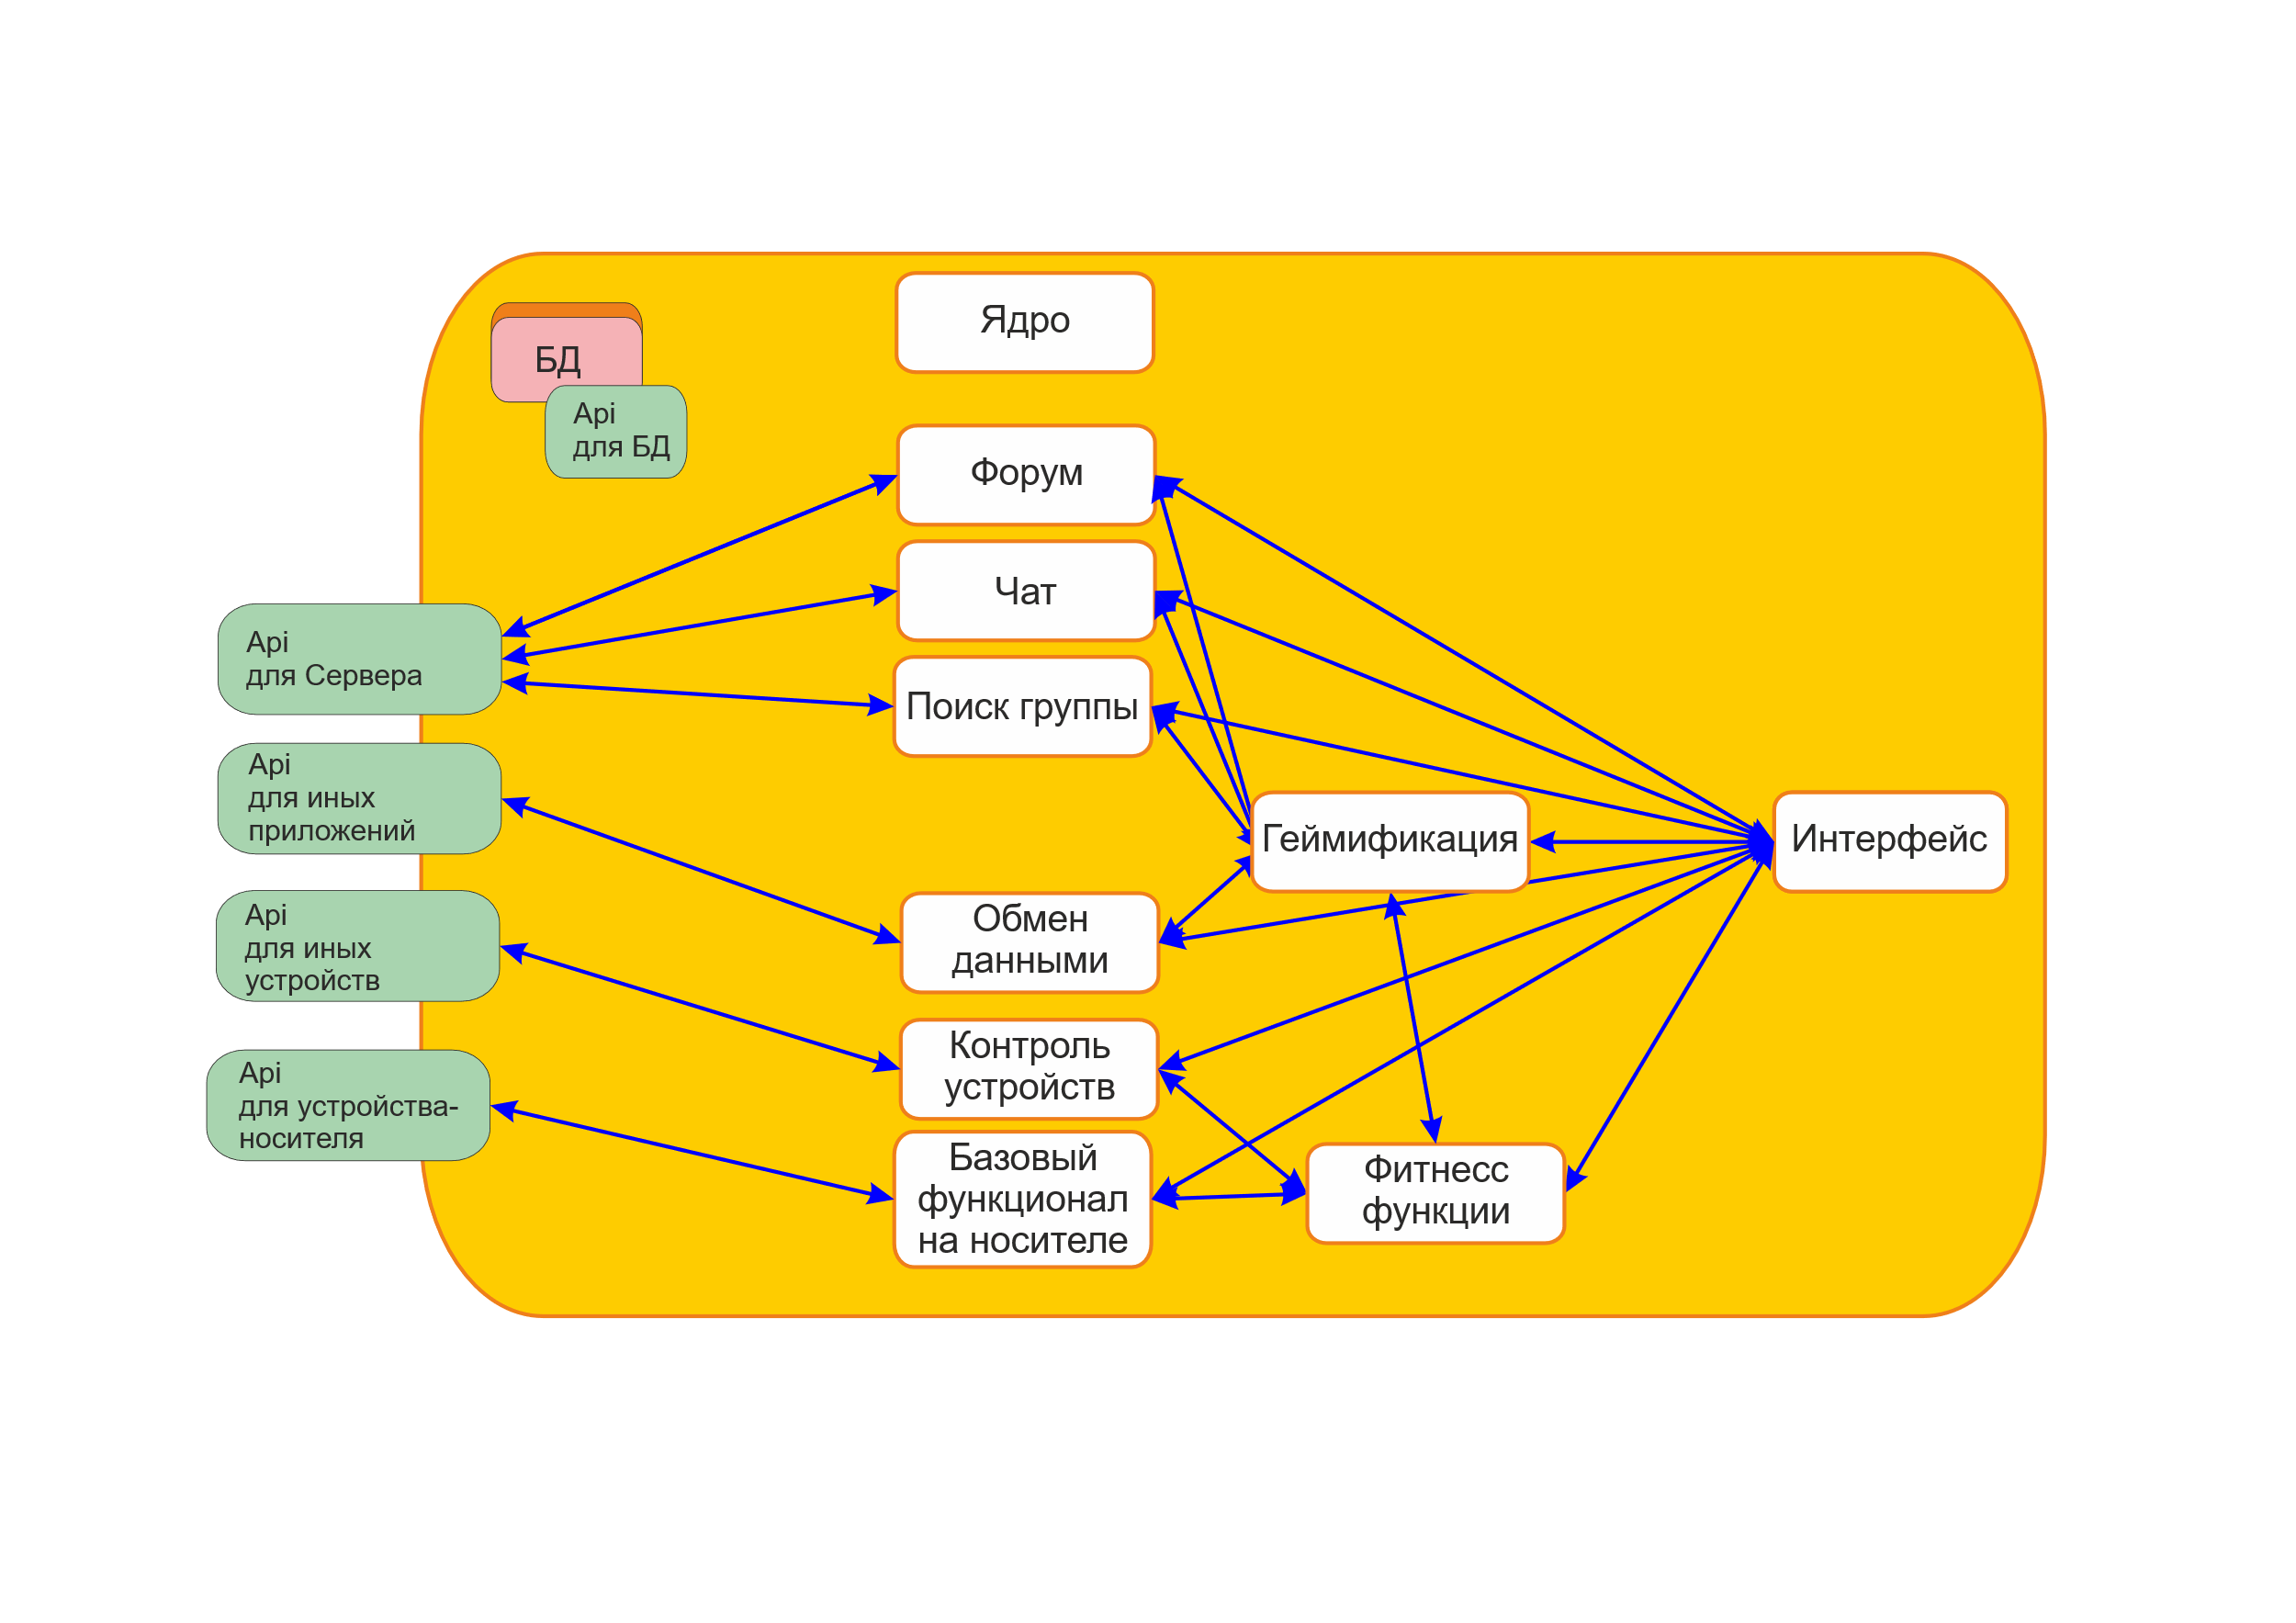 Ядро
БД
Api
для БД
Форум
Чат
Api
для Сервера
Поиск группы
Api
для иных
приложений
Геймификация
Интерфейс
Api
для иных
устройств
Обмен
данными
Контроль
устройств
Api
для устройства-
носителя
Базовый
функционал
на носителе
Фитнесс
функции